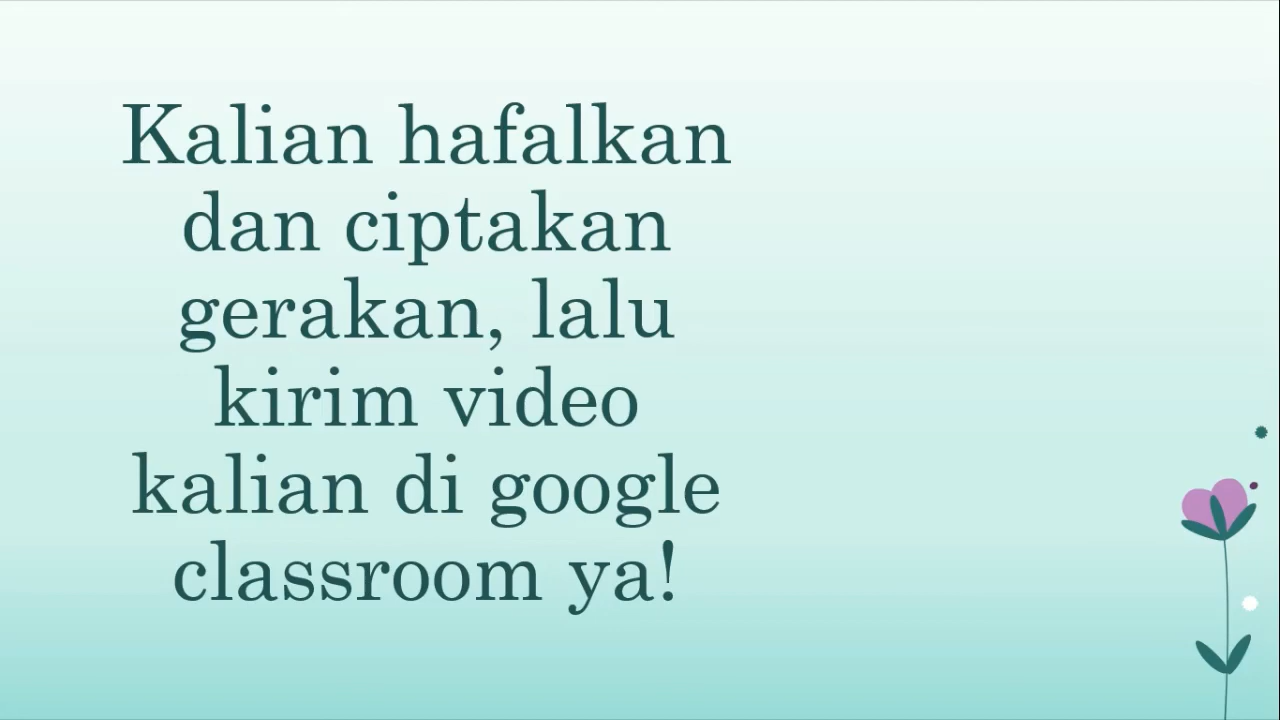 Kalian hafalkan
dan ciptakan
gerakan, lalu
kirim video
kalian di google
classroom ya!